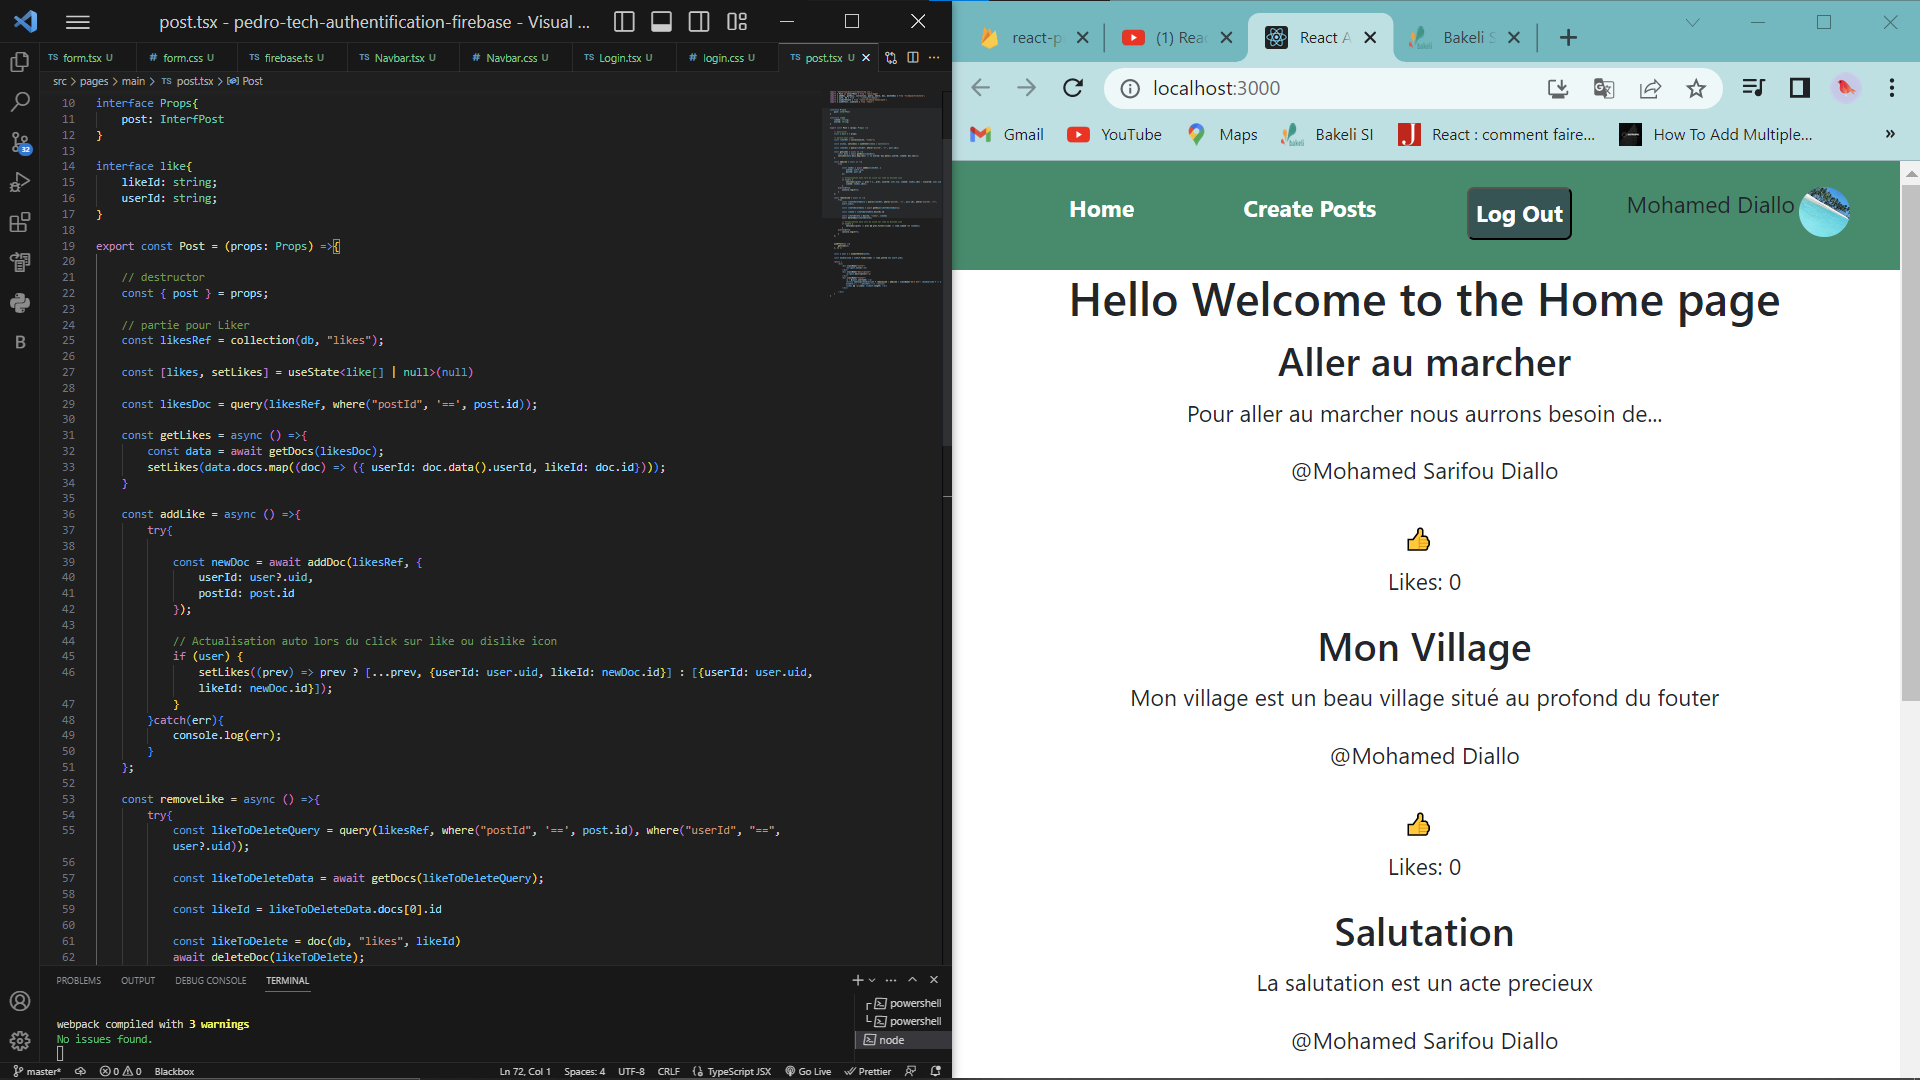 post.tsx - pedro-tech-authentification-firebase - Visual ...
TS form.tsx U
# form.css U
TS firebase.ts U
TS Navbar.tsx U
# Navbar.css U
TS Login.tsx U
# login.css U
TS post.tsx U
src > pages > main > TS post.tsx > Post
10 interface Props{
11 post: InterfPost
12 }
13
14 interface like{
15 likeId: string;
16 userId: string;
17 }
18
19 export const Post = (props: Props) =>{
20
21 // destructor
22 const { post } = props;
23
24 // partie pour Liker
25 const likesRef = collection(db, "likes");
26
27 const [likes, setLikes] = useState<like[] | null>(null)
28
29 const likesDoc = query(likesRef, where("postId", '==', post.id));
30
31 const getLikes = async () =>{
32 const data = await getDocs(likesDoc);
33 setLikes(data.docs.map((doc) => ({ userId: doc.data().userId, likeId: doc.id})));
34 }
35
36 const addLike = async () =>{
37 try{
38
39 const newDoc = await addDoc(likesRef, {
40 userId: user?.uid,
41 postId: post.id
42 });
43
44 // Actualisation auto lors du click sur like ou dislike icon
45 if (user) {
46 setLikes((prev) => prev ? [...prev, {userId: user.uid, likeId: newDoc.id}] : [{userId: user.uid,
likeId: newDoc.id}]);
47 }
48 }catch(err){
49 console.log(err);
50 }
51 };
52
53 const removeLike = async () =>{
54 try{
55 const likeToDeleteQuery = query(likesRef, where("postId", '==', post.id), where("userId", "==",
user?.uid));
56
57 const likeToDeleteData = await getDocs(likeToDeleteQuery);
58
59 const likeId = likeToDeleteData.docs[0].id
60
61 const likeToDelete = doc(db, "likes", likeId)
62 await deleteDoc(likeToDelete);
32
B
PROBLEMS OUTPUT DEBUG CONSOLE TERMINAL
webpack compiled with 3 warnings
No issues found.
powershell
powershell
node
master* 0 0 Blackbox Ln 72, Col 1 Spaces: 4 UTF-8 CRLF {} TypeScript JSX Go Live Prettier
react-p
(1) Reac
React A
Bakeli S
localhost:3000
Gmail
YouTube
Maps
Bakeli SI
React : comment faire...
How To Add Multiple...
»
Home
Create Posts
Log Out
Mohamed Diallo
Hello Welcome to the Home page
Aller au marcher
Pour aller au marcher nous aurrons besoin de...
@Mohamed Sarifou Diallo
Likes: 0
Mon Village
Mon village est un beau village situé au profond du fouter
@Mohamed Diallo
Likes: 0
Salutation
La salutation est un acte precieux
@Mohamed Sarifou Diallo